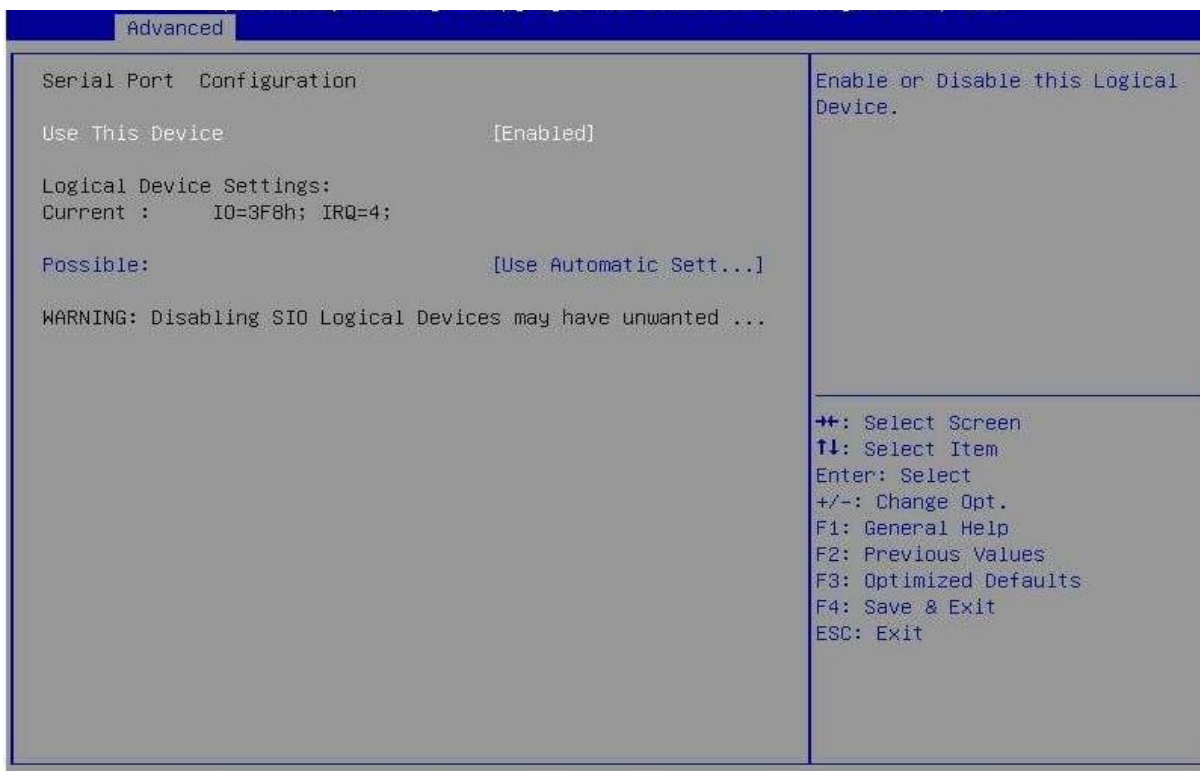 Advanced
Serial Port  Configuration
Use This Device [Enabled]
Logical Device Settings:
Current :     IO=3F8h; IRQ=4;
Possible: [Use Automatic Sett...]
WARNING: Disabling SIO Logical Devices may have unwanted ...
Enable or Disable this Logical
Device.
→←: Select Screen
↑↓: Select Item
Enter: Select
+/-: Change Opt.
F1: General Help
F2: Previous Values
F3: Optimized Defaults
F4: Save & Exit
ESC: Exit